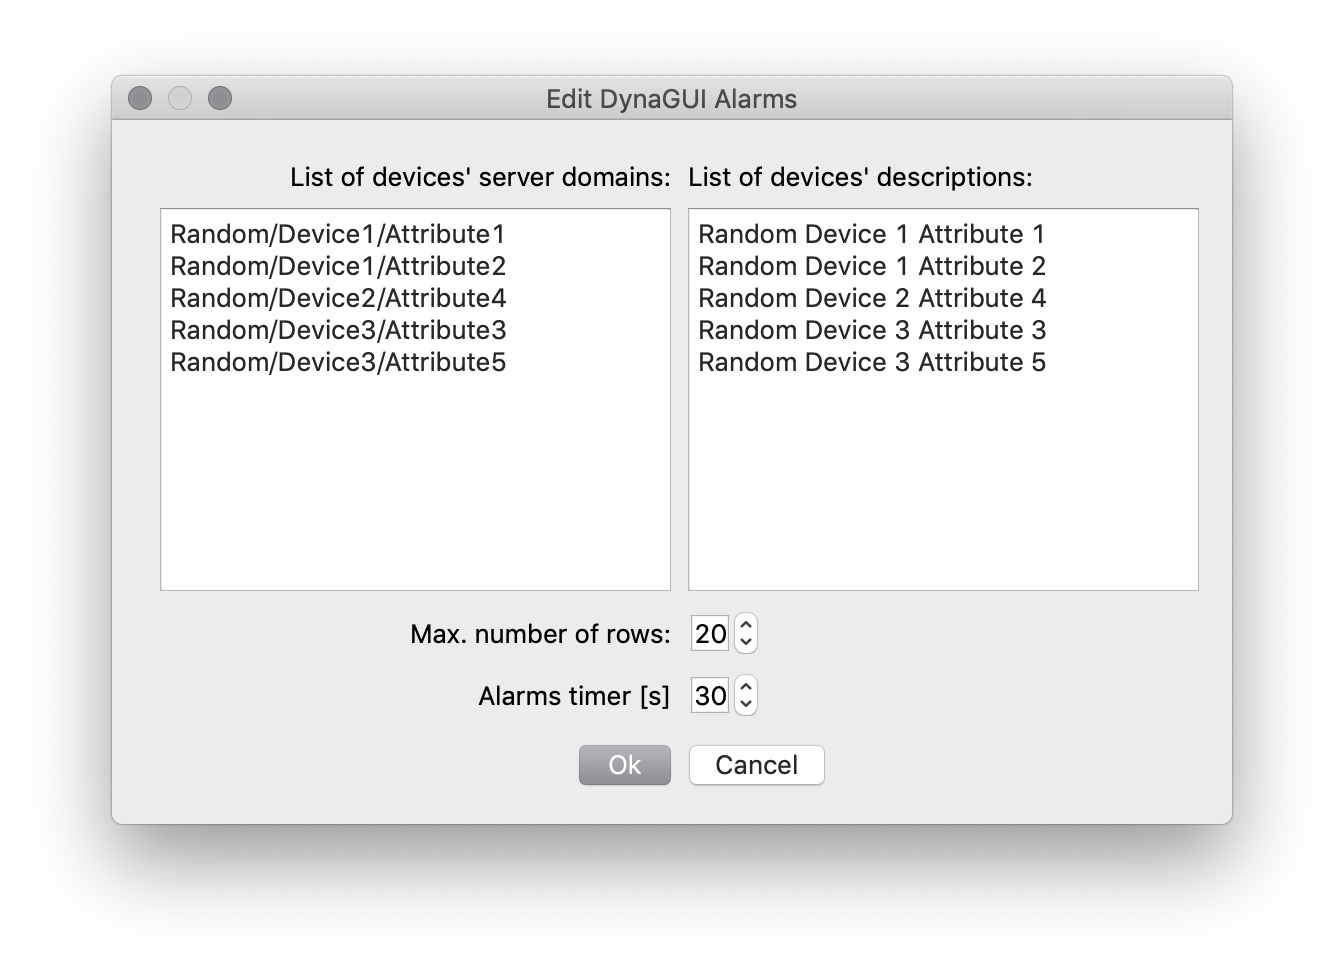 Edit DynaGUI Alarms
List of devices' server domains:
List of devices' descriptions:
Random/Device1/Attribute1
Random/Device1/Attribute2
Random/Device2/Attribute4
Random/Device3/Attribute3
Random/Device3/Attribute5
Random Device 1 Attribute 1
Random Device 1 Attribute 2
Random Device 2 Attribute 4
Random Device 3 Attribute 3
Random Device 3 Attribute 5
Max. number of rows: 20
Alarms timer [s] 30
Ok
Cancel